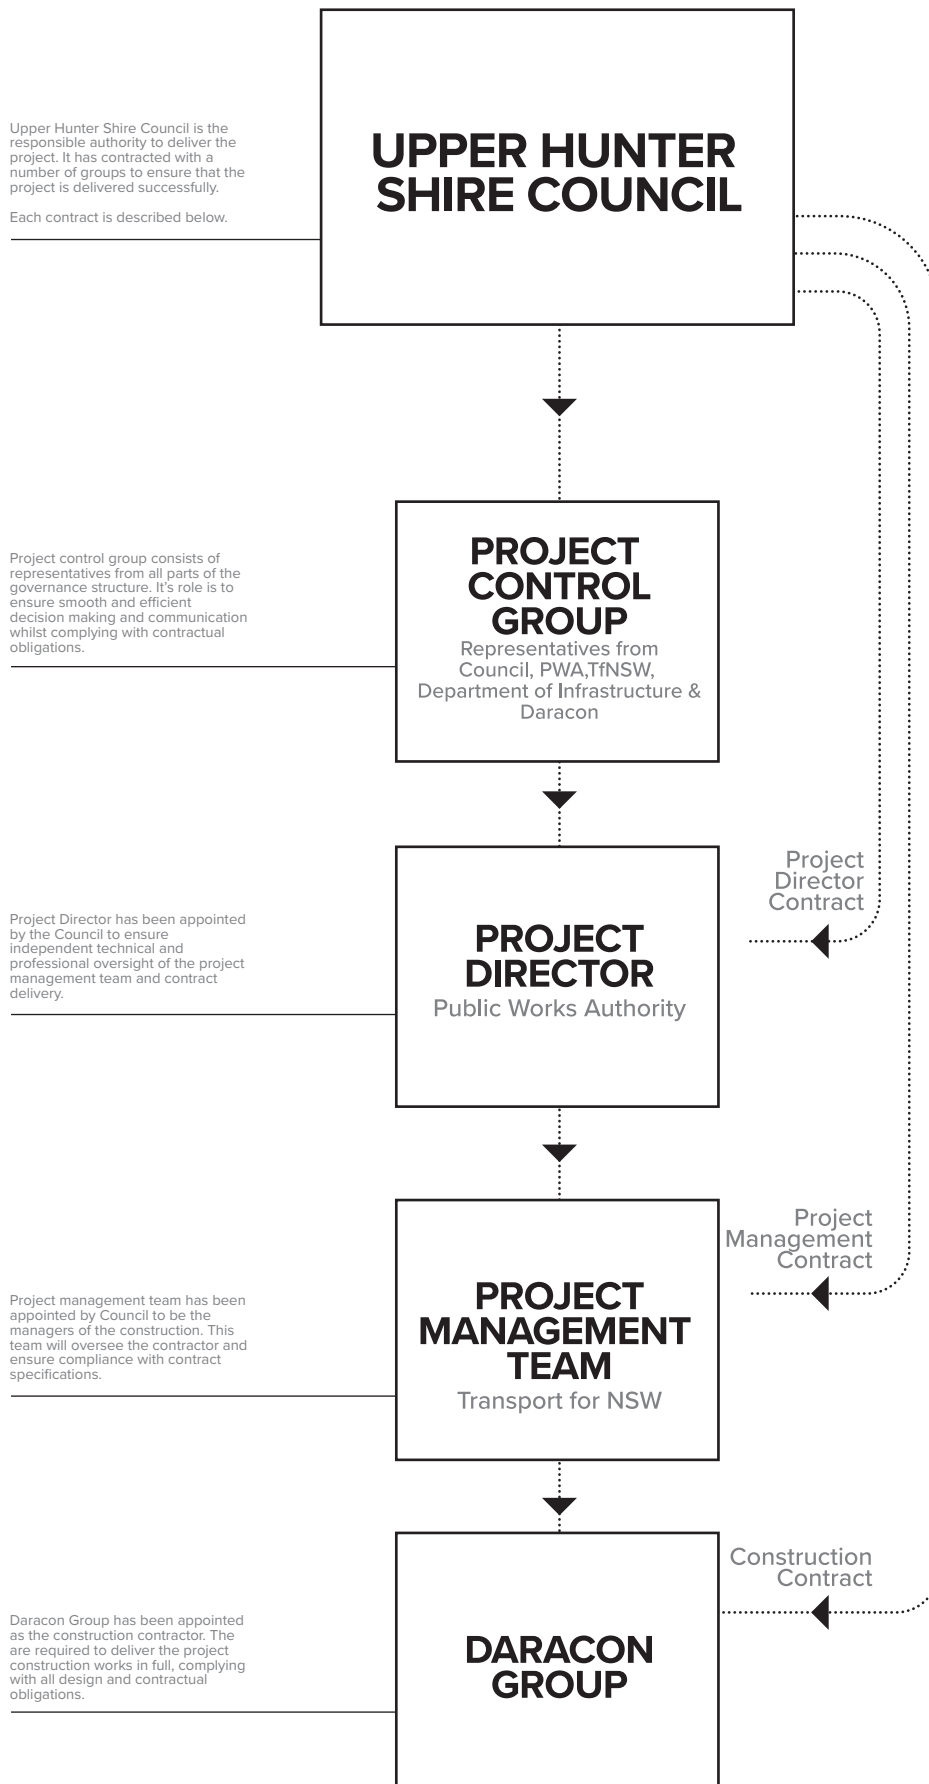 Upper Hunter Shire Council is the
responsible authority to deliver the
project. It has contracted with a
number of groups to ensure that the
project is delivered successfully.
Each contract is described below.
UPPER HUNTER
SHIRE COUNCIL
Project control group consists of
representatives from all parts of the
governance structure. It's role is to
ensure smooth and efficient
decision making and communication
whilst complying with contractual
obligations.
PROJECT
CONTROL
GROUP
Representatives from
Council, PWA,TfNSW,
Department of Infrastructure &
Daracon
Project
Director
Contract
Project Director has been appointed
by the Council to ensure
independent technical and
professional oversight of the project
management team and contract
delivery.
PROJECT
DIRECTOR
Public Works Authority
Project
Management
Contract
Project management team has been
appointed by Council to be the
managers of the construction. This
team will oversee the contractor and
ensure compliance with contract
specifications.
PROJECT
MANAGEMENT
TEAM
Transport for NSW
Construction
Contract
Daracon Group has been appointed
as the construction contractor. The
are required to deliver the project
construction works in full, complying
with all design and contractual
obligations.
DARACON
GROUP